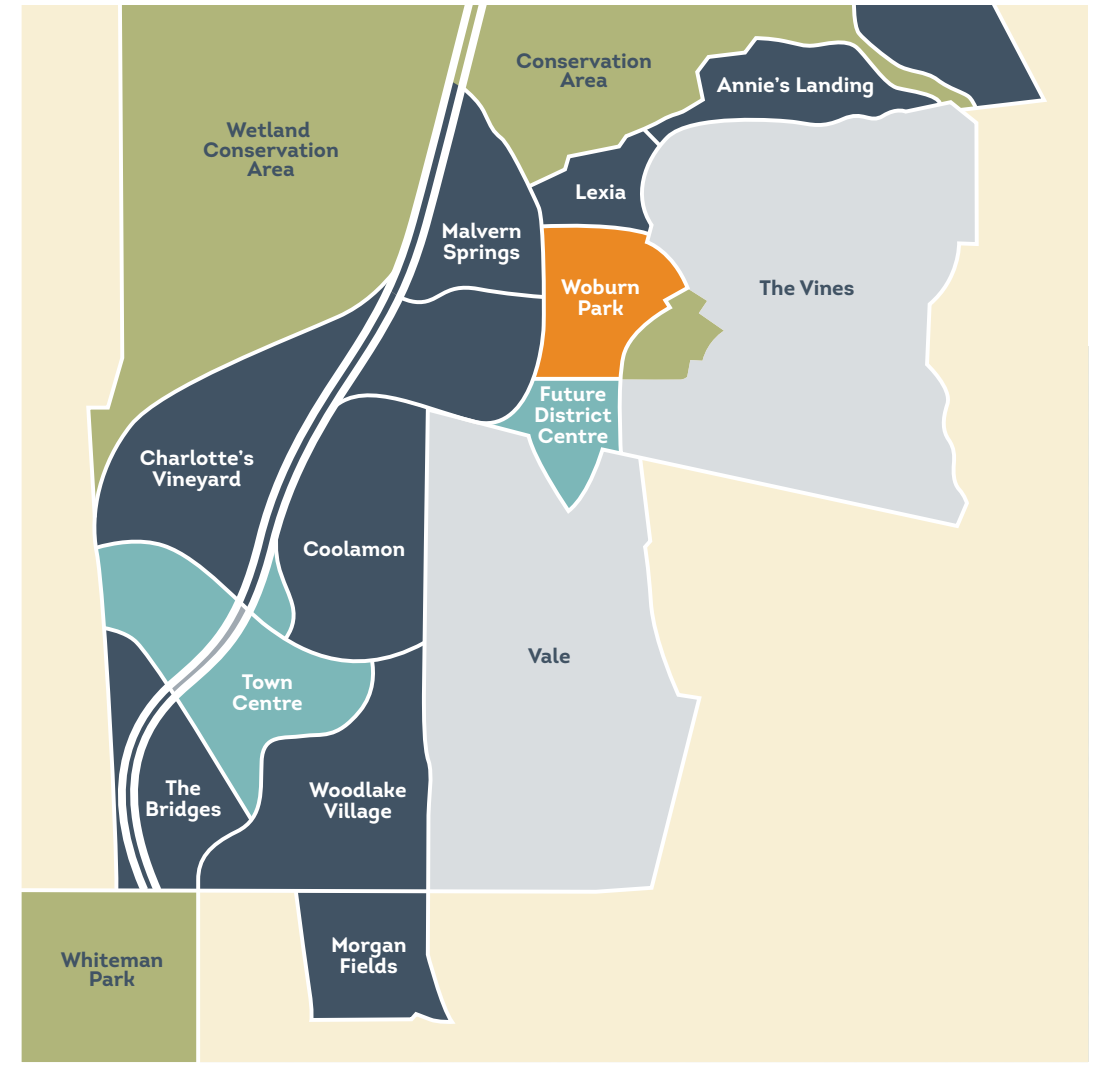 Conservation
Area
Annie's Landing
Wetland
Conservation
Area
Lexia
Malvern
Springs
Woburn
Park
The Vines
Future
District
Centre
Charlotte's
Vineyard
Coolamon
Vale
Town
Centre
The
Bridges
Woodlake
Village
Morgan
Fields
Whiteman
Park